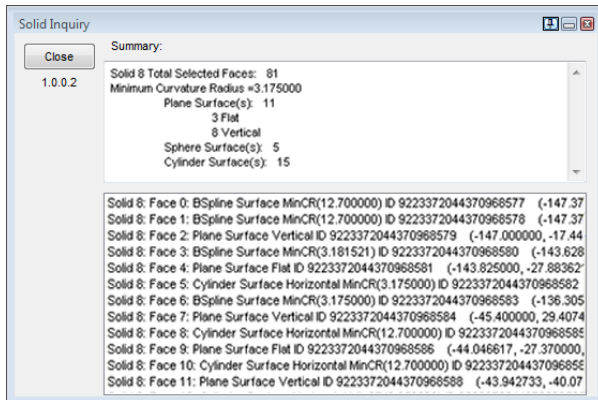 Solid Inquiry
Close
1.0.0.2
Summary:
Solid 8 Total Selected Faces: 81
Minimum Curvature Radius =3.175000
Plane Surface(s): 11
3 Flat
8 Vertical
Sphere Surface(s): 5
Cylinder Surface(s): 15
Solid 8: Face 0: BSpline Surface MinCR(12.700000) ID 9223372044370968577 (-147.37
Solid 8: Face 1: BSpline Surface MinCR(12.700000) ID 9223372044370968578 (-147.37
Solid 8: Face 2: Plane Surface Vertical ID 9223372044370968579 (-147.000000, -17.44
Solid 8: Face 3: BSpline Surface MinCR(3.181521) ID 9223372044370968580 (-143.628
Solid 8: Face 4: Plane Surface Flat ID 9223372044370968581 (-143.825000, -27.88362
Solid 8: Face 5: Cylinder Surface Horizontal MinCR(3.175000) ID 9223372044370968582
Solid 8: Face 6: BSpline Surface MinCR(3.175000) ID 9223372044370968583 (-136.305
Solid 8: Face 7: Plane Surface Vertical ID 9223372044370968584 (-45.400000, 29.4074
Solid 8: Face 8: Cylinder Surface Horizontal MinCR(12.700000) ID 9223372044370968585
Solid 8: Face 9: Plane Surface Flat ID 9223372044370968586 (-44.046617, -27.370000,
Solid 8: Face 10: Cylinder Surface Horizontal MinCR(12.700000) ID 922337204437096858
Solid 8: Face 11: Plane Surface Vertical ID 9223372044370968588 (-43.942733, -40.07